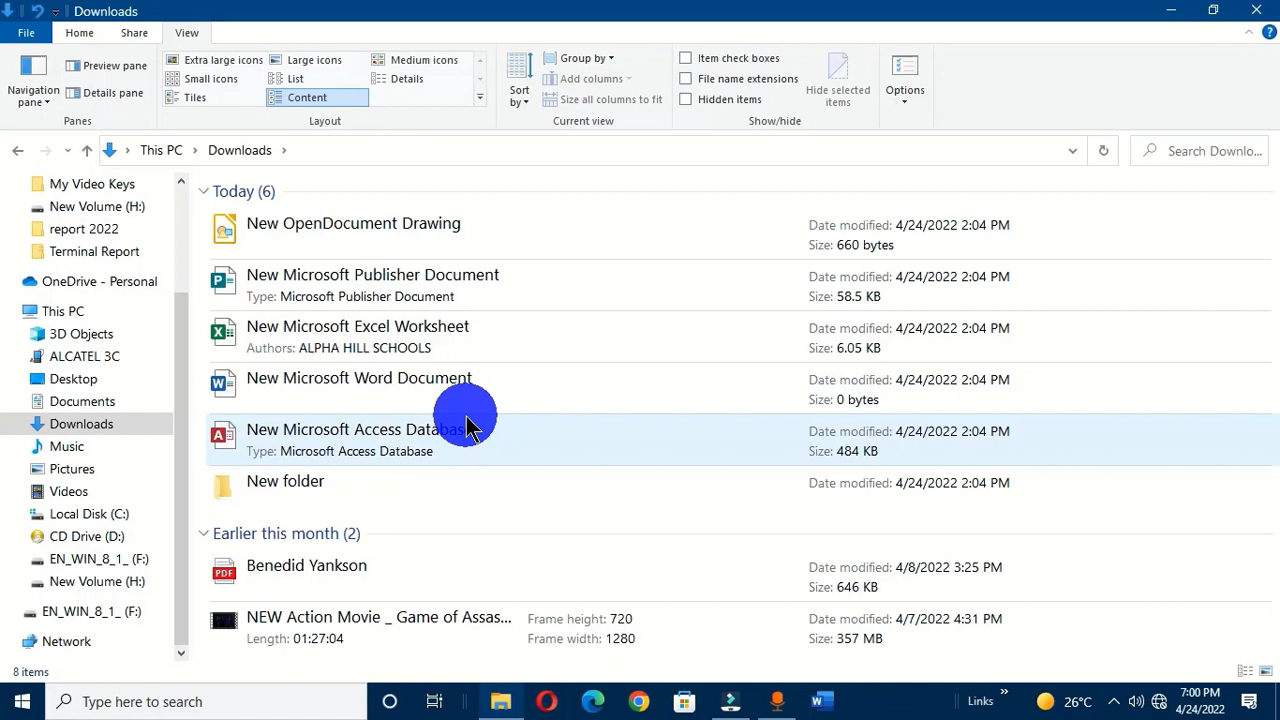 Downloads
File Home Share View
Navigation pane
Preview pane
Details pane
Panes
Extra large icons Large icons Medium icons
Small icons List Details
Tiles Content
Layout
Sort by
Group by
Add columns
Size all columns to fit
Current view
Item check boxes
File name extensions
Hidden items
Hide selected items
Show/hide
Options
This PC Downloads
Search Downlo...
My Video Keys
New Volume (H:)
report 2022
Terminal Report
OneDrive - Personal
This PC
3D Objects
ALCATEL 3C
Desktop
Documents
Downloads
Music
Pictures
Videos
Local Disk (C:)
CD Drive (D:)
EN_WIN_8_1_ (F:)
New Volume (H:)
EN_WIN_8_1_ (F:)
Network
Today (6)
New OpenDocument Drawing
Date modified: 4/24/2022 2:04 PM
Size: 660 bytes
New Microsoft Publisher Document
Type: Microsoft Publisher Document
Date modified: 4/24/2022 2:04 PM
Size: 58.5 KB
New Microsoft Excel Worksheet
Authors: ALPHA HILL SCHOOLS
Date modified: 4/24/2022 2:04 PM
Size: 6.05 KB
New Microsoft Word Document
Date modified: 4/24/2022 2:04 PM
Size: 0 bytes
New Microsoft Access Database
Type: Microsoft Access Database
Date modified: 4/24/2022 2:04 PM
Size: 484 KB
New folder
Date modified: 4/24/2022 2:04 PM
Earlier this month (2)
Benedid Yankson
Date modified: 4/8/2022 3:25 PM
Size: 646 KB
NEW Action Movie _ Game of Assas...
Length: 01:27:04
Frame height: 720
Frame width: 1280
Date modified: 4/7/2022 4:31 PM
Size: 357 MB
8 items
Type here to search
Links
26°C
7:00 PM
4/24/2022